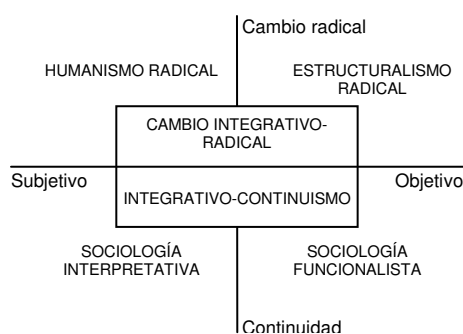 Cambio radical
HUMANISMO RADICAL
ESTRUCTURALISMO
RADICAL
CAMBIO INTEGRATIVO-
RADICAL
Subjetivo
Objetivo
INTEGRATIVO-CONTINUISMO
SOCIOLOGÍA
INTERPRETATIVA
SOCIOLOGÍA
FUNCIONALISTA
Continuidad